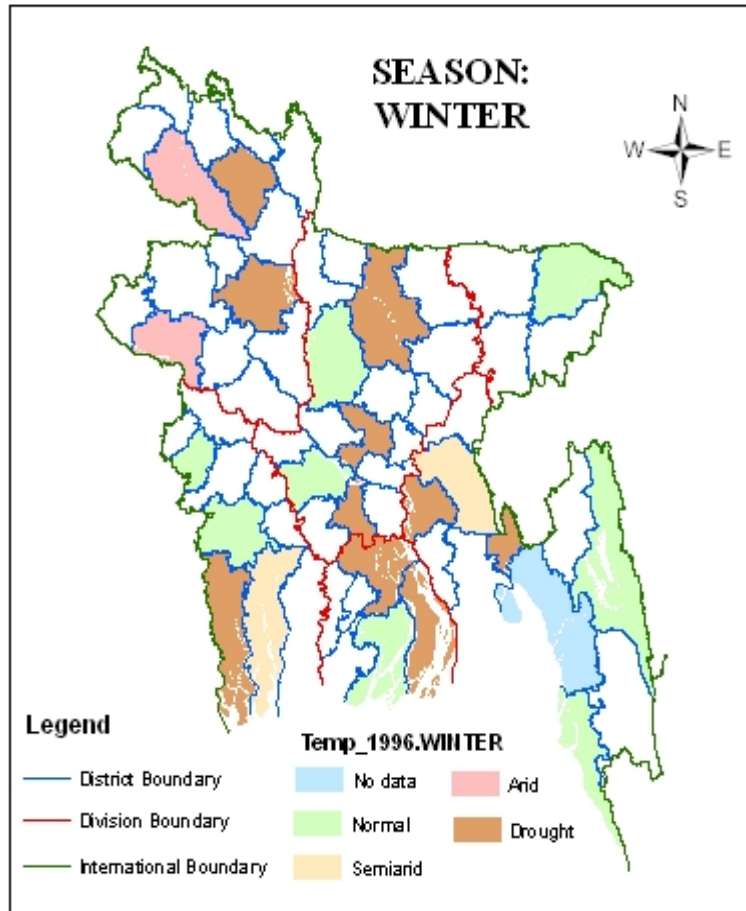 SEASON:
WINTER
N
W E
S
Legend
Temp_1996.WINTER
District Boundary
Division Boundary
International Boundary
No data
Normal
Semiarid
Arid
Drought